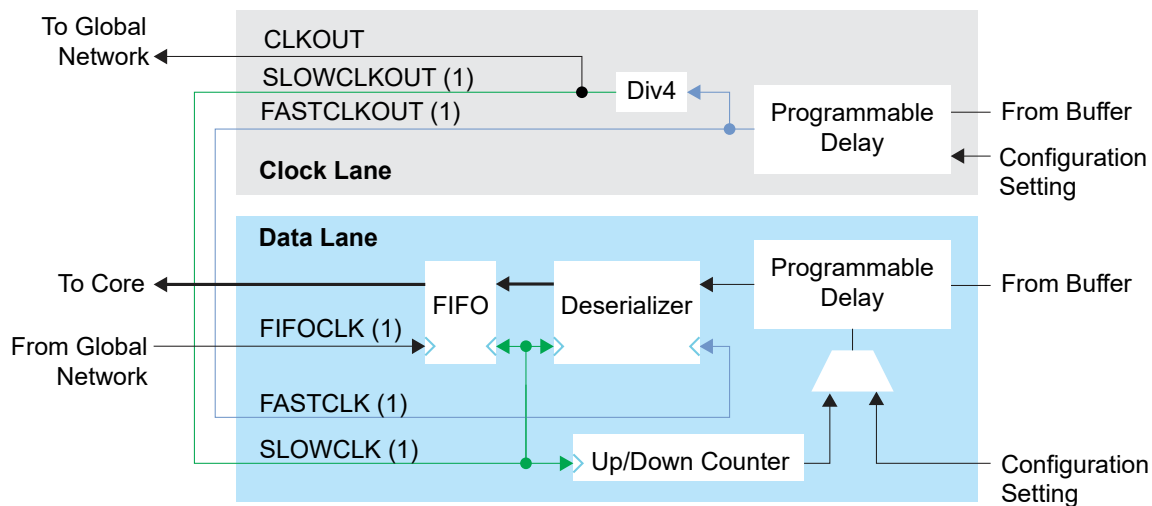 To Global
Network
CLKOUT
SLOWCLKOUT (1)
FASTCLKOUT (1)
Div4
Programmable
Delay
From Buffer
Configuration
Setting
Clock Lane
Data Lane
To Core
FIFO
Deserializer
Programmable
Delay
From Buffer
FIFOCLK (1)
From Global
Network
FASTCLK (1)
SLOWCLK (1)
Up/Down Counter
Configuration
Setting